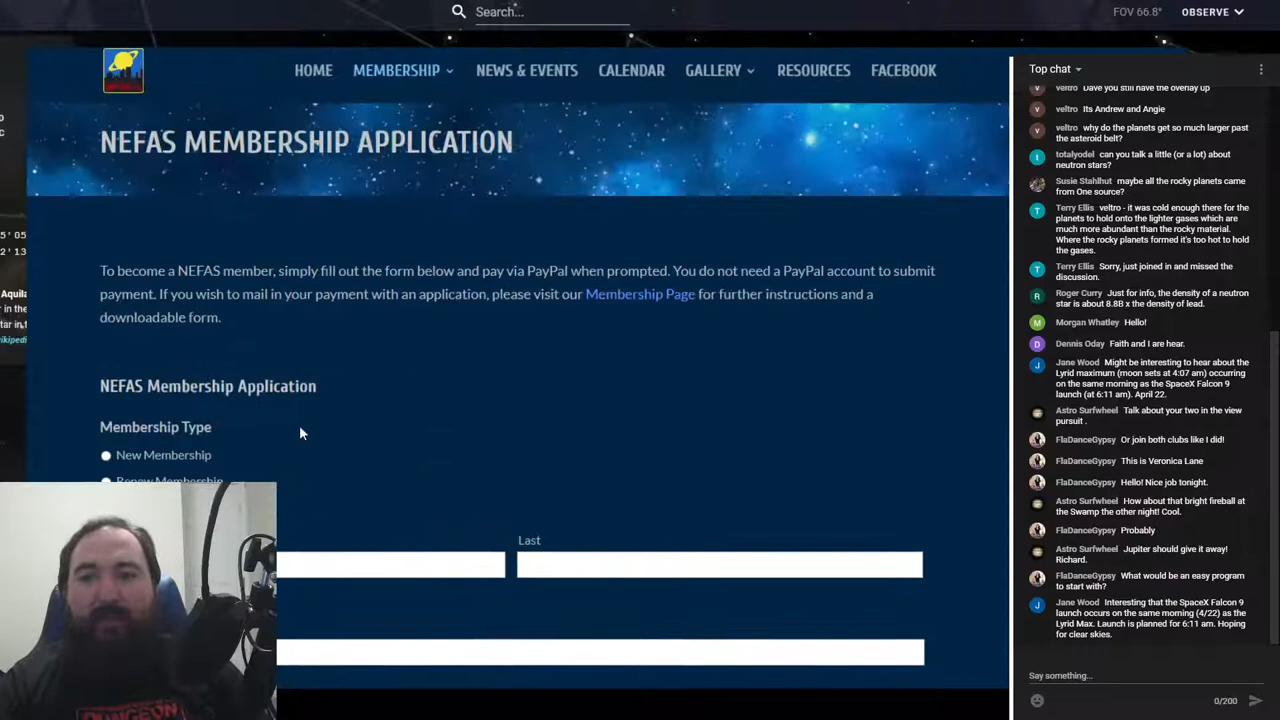 Search...
FOV 66.8°
OBSERVE
HOME
MEMBERSHIP
NEWS & EVENTS
CALENDAR
GALLERY
RESOURCES
FACEBOOK
NEFAS MEMBERSHIP APPLICATION
To become a NEFAS member, simply fill out the form below and pay via PayPal when prompted. You do not need a PayPal account to submit
payment. If you wish to mail in your payment with an application, please visit our Membership Page for further instructions and a
downloadable form.
NEFAS Membership Application
Membership Type
New Membership
Renew Membership
Last
5'05
2'13
Aquila
r in the
tar in
vikipedi
DUNGEON
Top chat
veltro Dave you still have the overlay up
veltro Its Andrew and Angie
veltro why do the planets get so much larger past
the asteroid belt?
totalyodel can you talk a little (or a lot) about
neutron stars?
Susie Stahlhut maybe all the rocky planets came
from One source?
Terry Ellis veltro - it was cold enough there for the
planets to hold onto the lighter gases which are
much more abundant than the rocky material.
Where the rocky planets formed it's too hot to hold
the gases.
Terry Ellis Sorry, just joined in and missed the
discussion.
Roger Curry Just for info, the density of a neutron
star is about 8.8B x the density of lead.
Morgan Whatley Hello!
Dennis Oday Faith and I are hear.
Jane Wood Might be interesting to hear about the
Lyrid maximum (moon sets at 4:07 am) occurring
on the same morning as the SpaceX Falcon 9
launch (at 6:11 am). April 22.
Astro Surfwheel Talk about your two in the view
pursuit .
FlaDanceGypsy Or join both clubs like I did!
FlaDanceGypsy This is Veronica Lane
FlaDanceGypsy Hello! Nice job tonight.
Astro Surfwheel How about that bright fireball at
the Swamp the other night! Cool.
FlaDanceGypsy Probably
Astro Surfwheel Jupiter should give it away!
Richard.
FlaDanceGypsy What would be an easy program
to start with?
Jane Wood Interesting that the SpaceX Falcon 9
launch occurs on the same morning (4/22) as the
Lyrid Max. Launch is planned for 6:11 am. Hoping
for clear skies.
Say something...
0/200